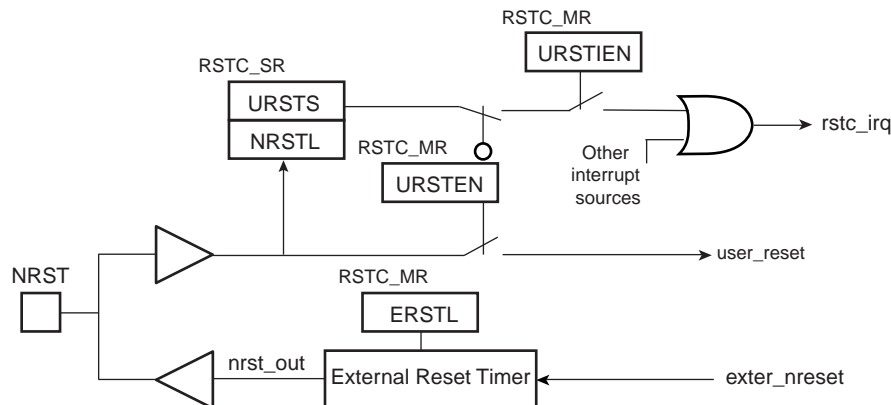 RSTC_MR
URSTIEN
RSTC_SR
URSTS
NRSTL
rstc_irq
RSTC_MR
Other
interrupt
sources
URSTEN
user_reset
NRST
RSTC_MR
ERSTL
nrst_out
External Reset Timer
exter_nreset